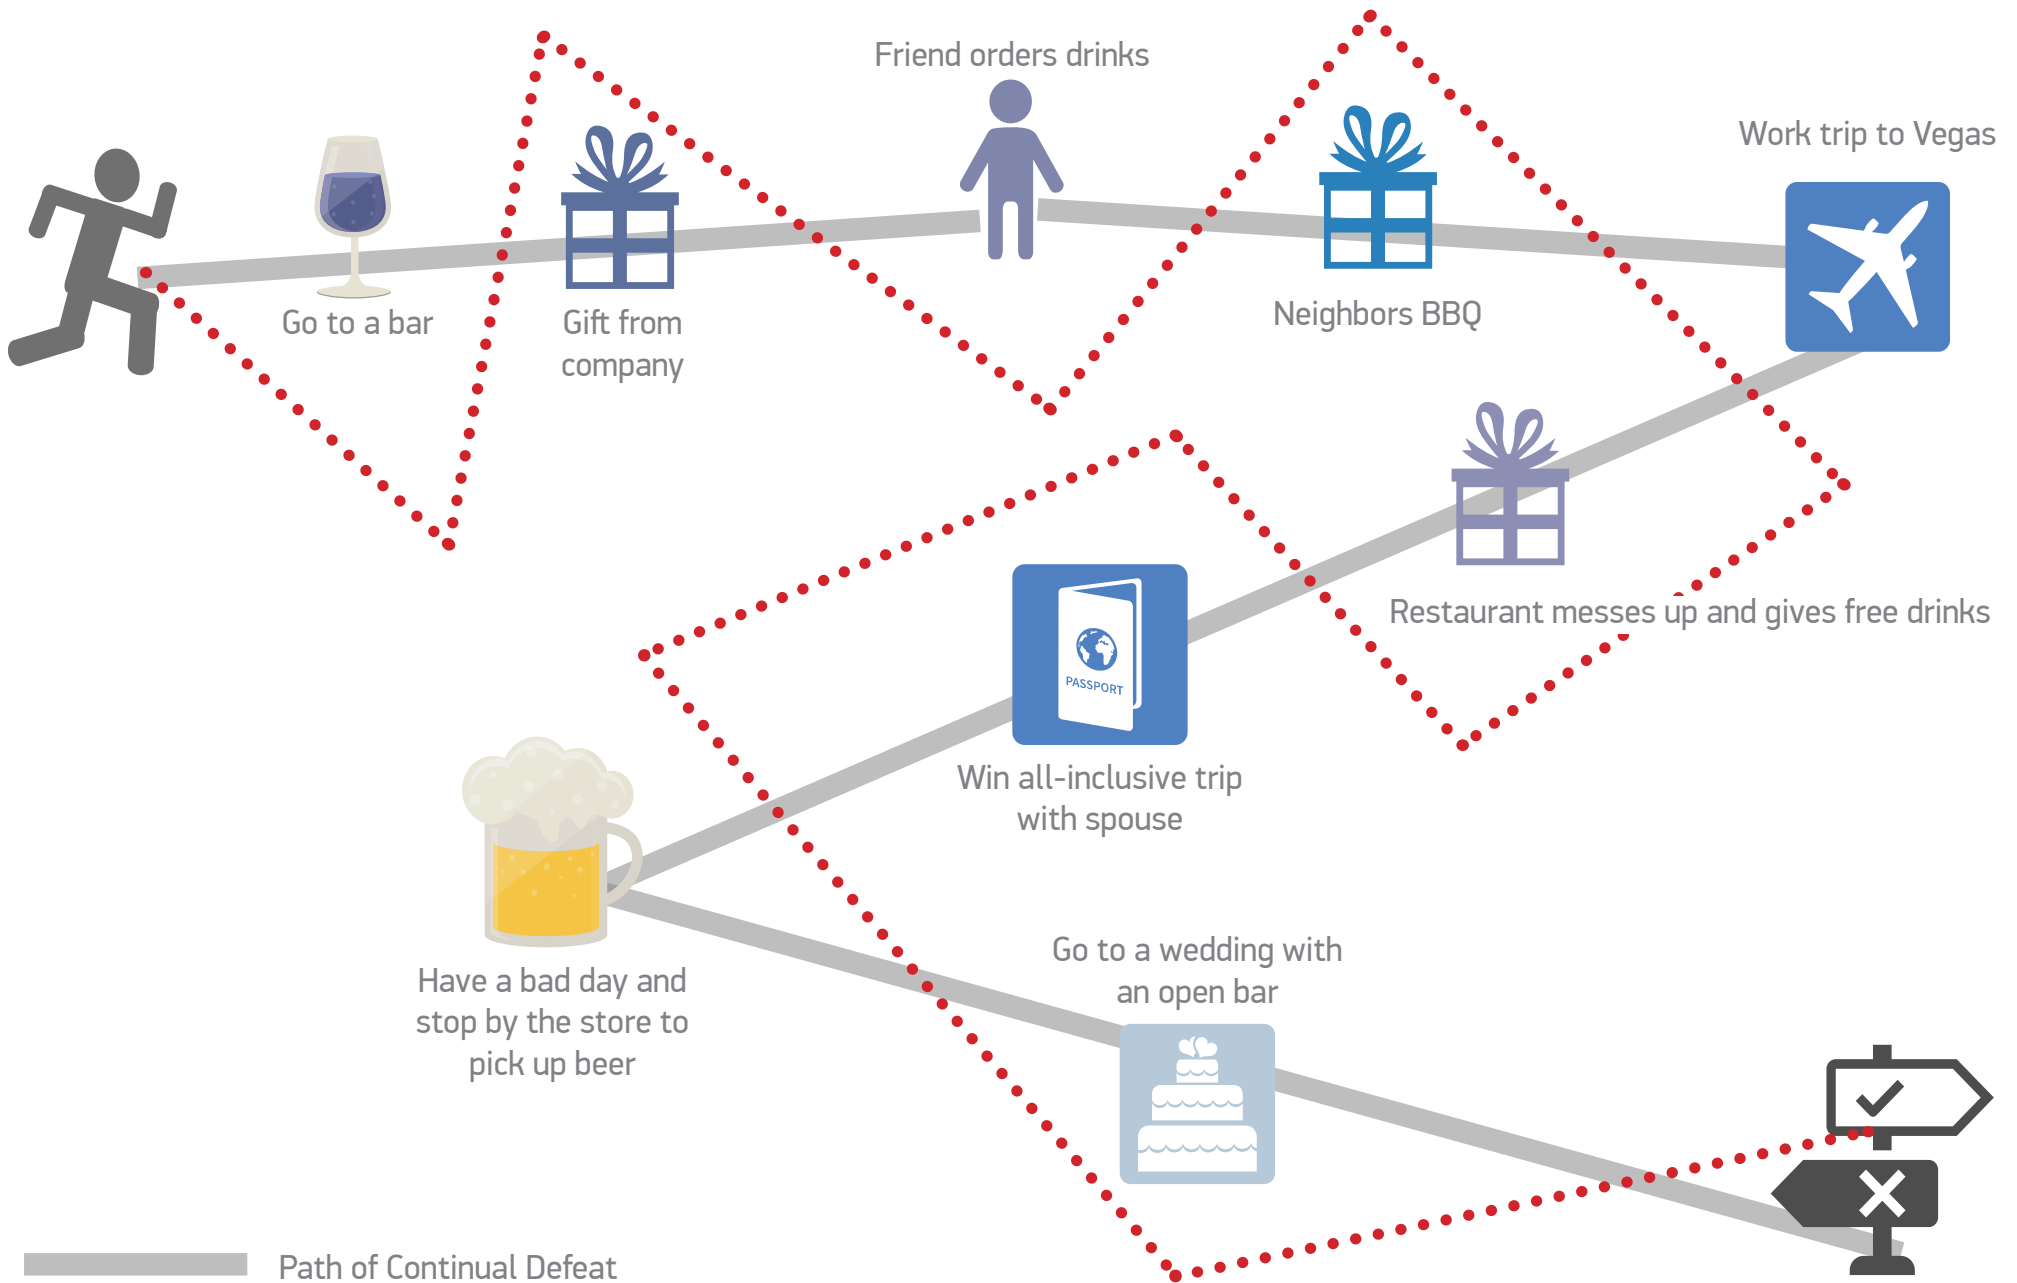 Friend orders drinks
Work trip to Vegas
Go to a bar
Gift from
company
Neighbors BBQ
Restaurant messes up and gives free drinks
PASSPORT
Win all-inclusive trip
with spouse
Have a bad day and
stop by the store to
pick up beer
Go to a wedding with
an open bar
Path of Continual Defeat